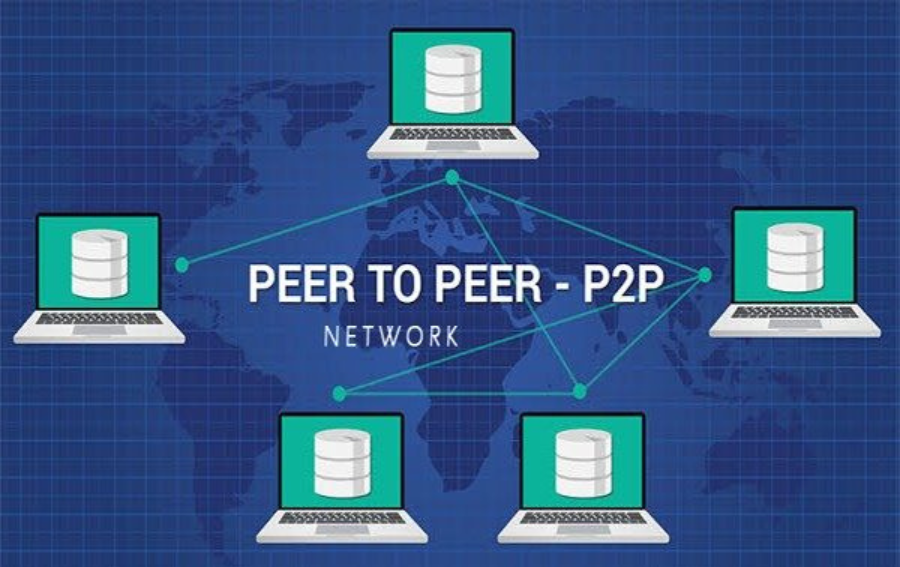 PEER TO PEER - P2P
NETWORK